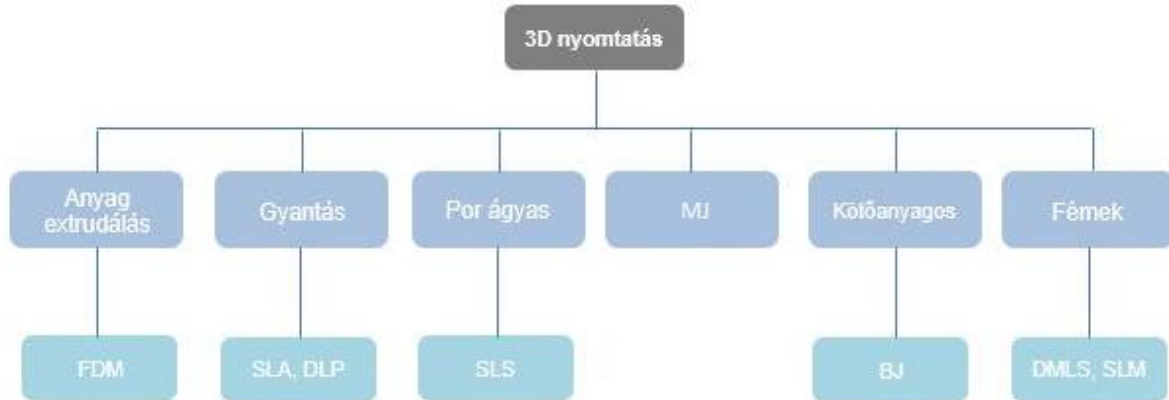 3D nyomtatás
Anyag
extrudálás
Gyantás
Por ágyas
MJ
Kötőanyagos
Fémek
FDM
SLA, DLP
SLS
BJ
DMLS, SLM